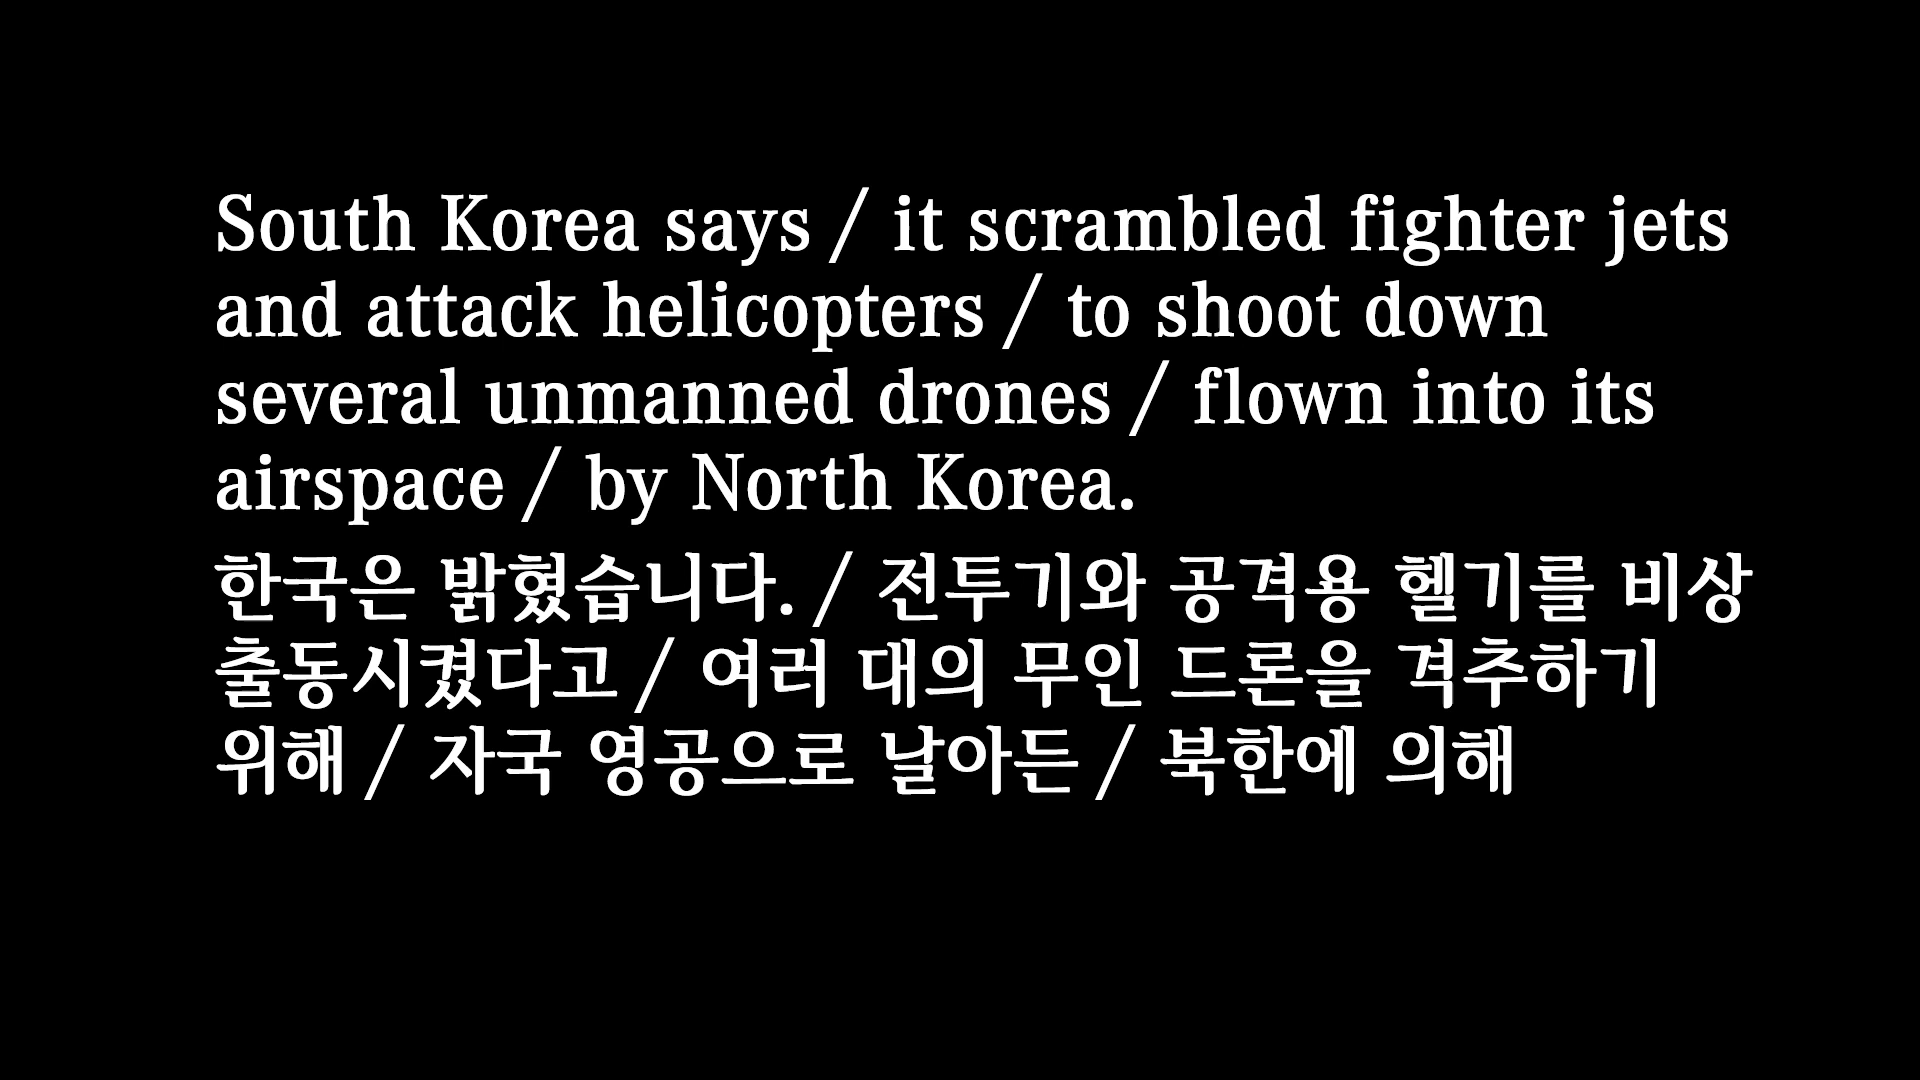 South Korea says / it scrambled fighter jets
and attack helicopters / to shoot down
several unmanned drones / flown into its
airspace / by North Korea.
한국은 밝혔습니다. / 전투기와 공격용 헬기를 비상
출동시켰다고 / 여러 대의 무인 드론을 격추하기
위해 / 자국 영공으로 날아든 / 북한에 의해